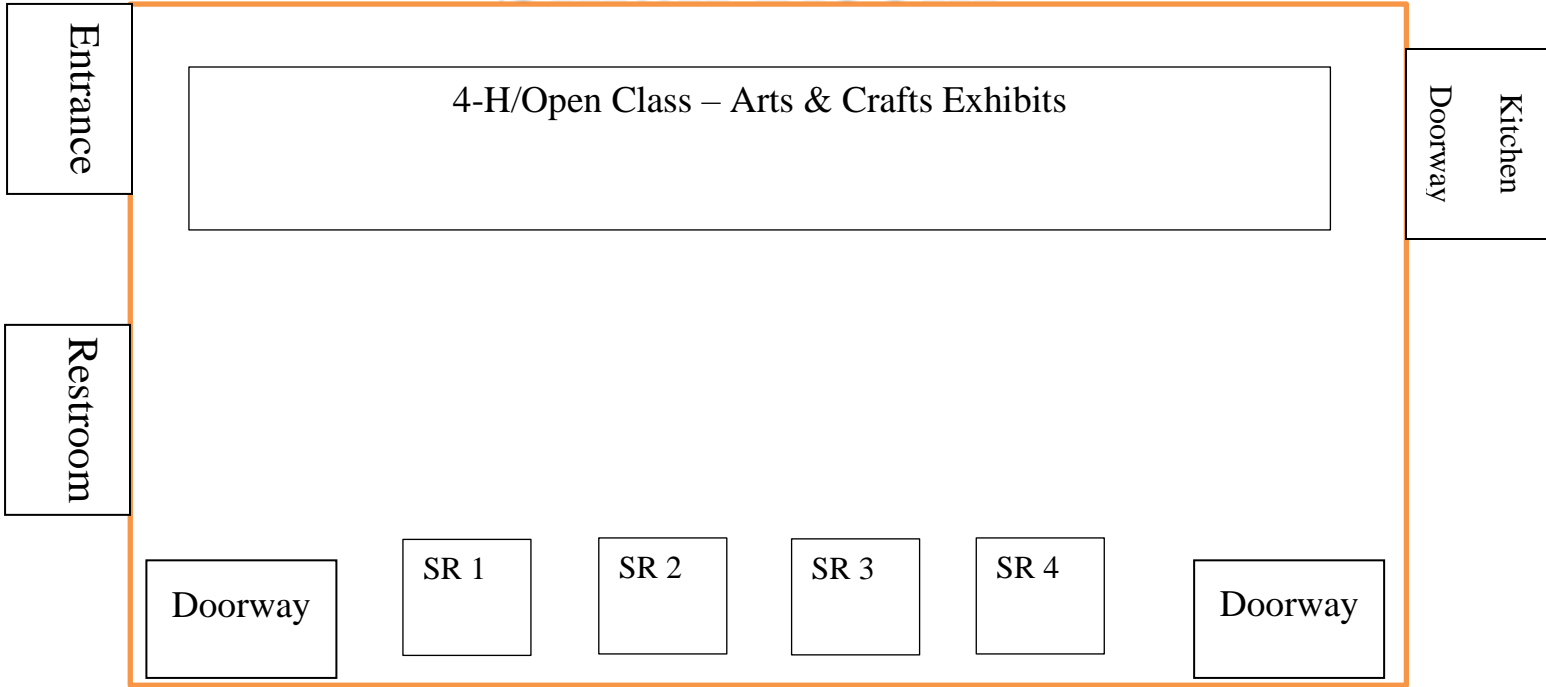 Entrance
4-H/Open Class – Arts & Crafts Exhibits
Kitchen
Doorway
Restroom
Doorway
SR 1
SR 2
SR 3
SR 4
Doorway